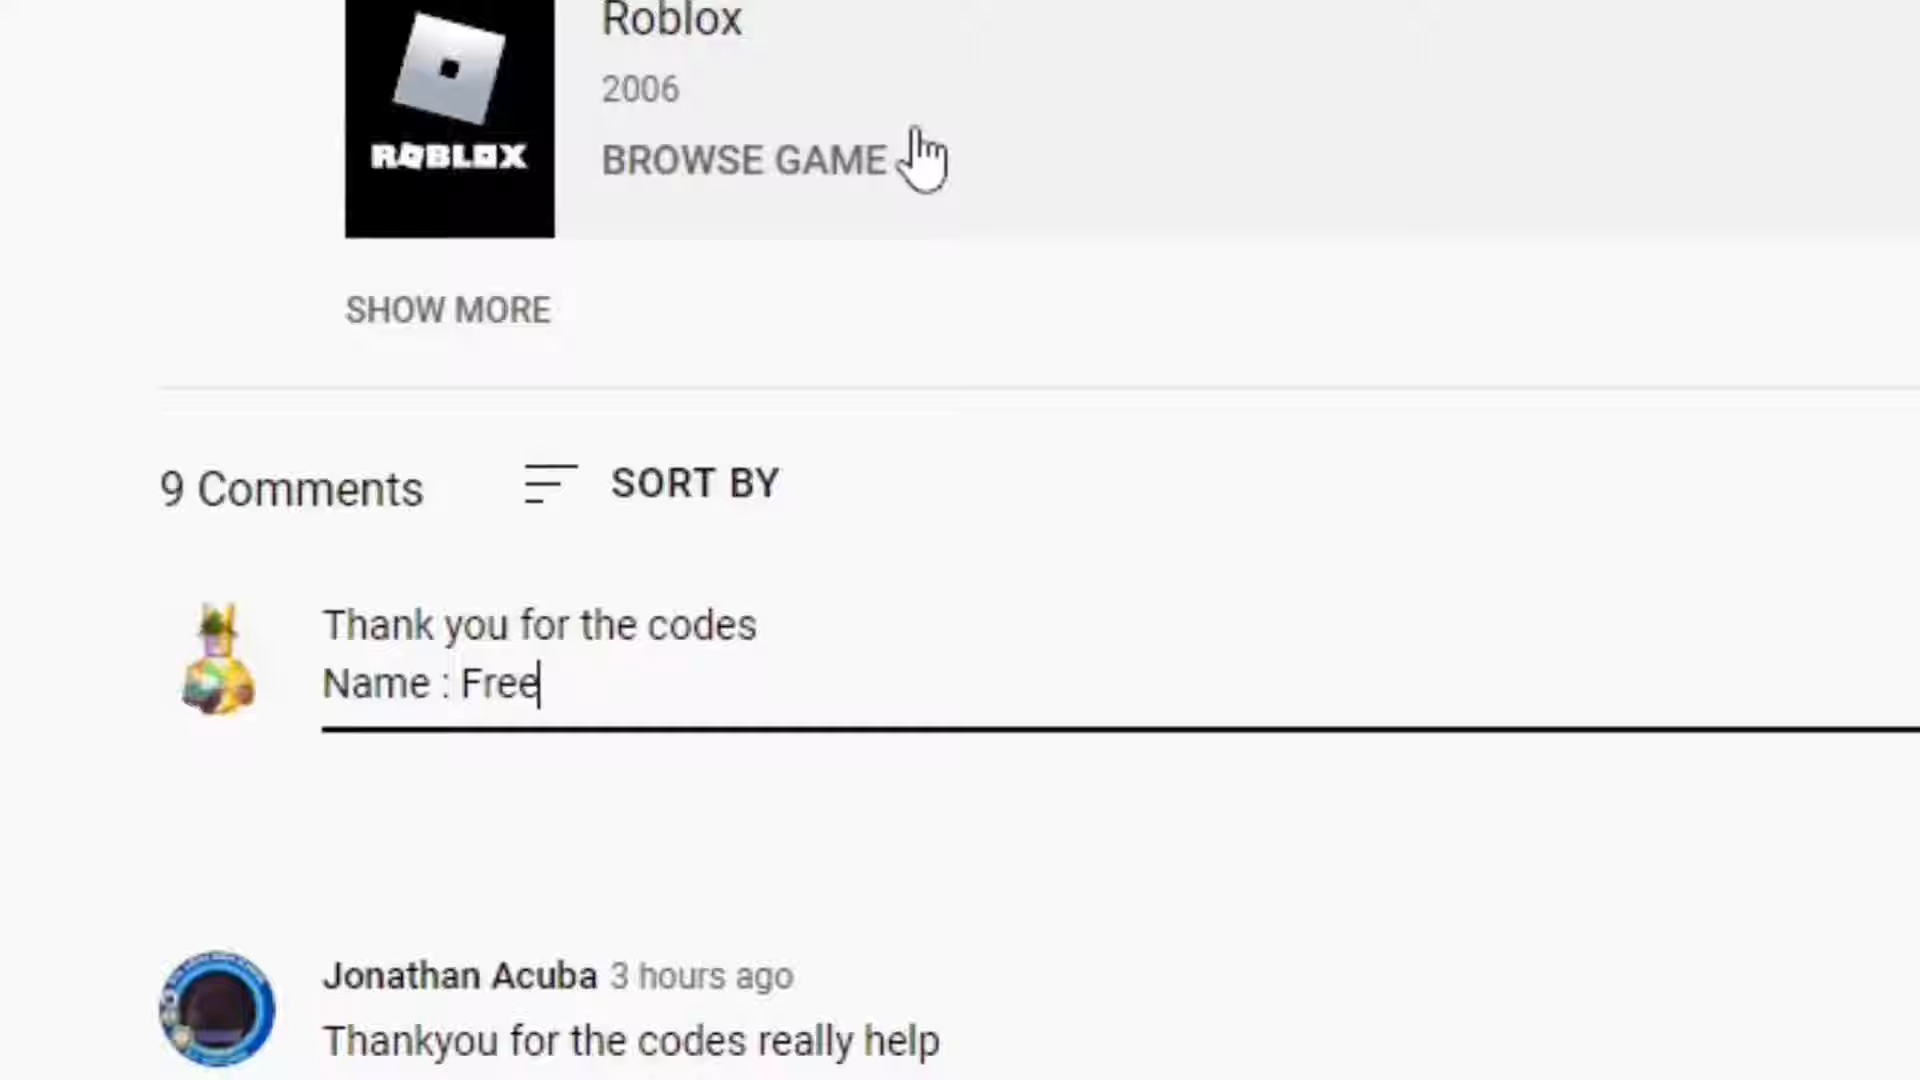 Roblox
2006
ROBLOX
BROWSE GAME
SHOW MORE
9 Comments
SORT BY
Thank you for the codes
Name : Free
Jonathan Acuba 3 hours ago
Thankyou for the codes really help